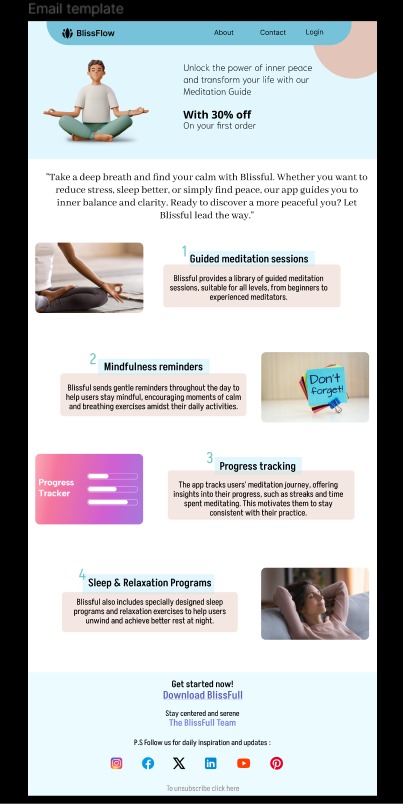 Email template
BlissFlow
About
Contact
Login
Unlock the power of inner peace
and transform your life with our
Meditation Guide
With 30% off
On your first order
"Take a deep breath and find your calm with Blissful. Whether you want to
reduce stress, sleep better, or simply find peace, our app guides you to
inner balance and clarity. Ready to discover a more peaceful you? Let
Blissful lead the way."
1
Guided meditation sessions
Blissful provides a library of guided meditation
sessions, suitable for all levels, from beginners to
experienced meditators.
2
Mindfulness reminders
Blissful sends gentle reminders throughout the day to
help users stay mindful, encouraging moments of calm
and breathing exercises amidst their daily activities.
Don't
forget!
Progress
Tracker
3
Progress tracking
The app tracks users' meditation journey, offering
insights into their progress, such as streaks and time
spent meditating. This motivates them to stay
consistent with their practice.
4
Sleep & Relaxation Programs
Blissful also includes specially designed sleep
programs and relaxation exercises to help users
unwind and achieve better rest at night.
Get started now!
Download BlissFull
Stay centered and serene
The BlissFull Team
P.S Follow us for daily inspiration and updates :
To unsubscribe click here